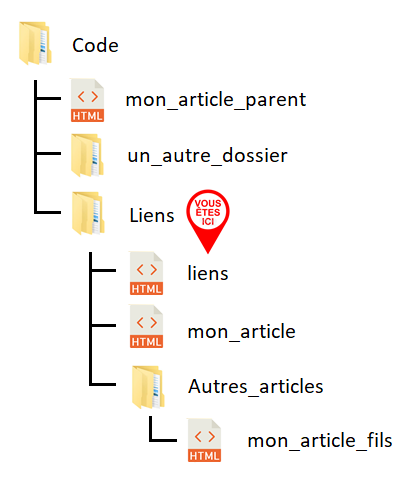 Code
HTML
mon_article_parent
un_autre_dossier
Liens
VOUS
ÊTES
ICI
HTML
liens
HTML
mon_article
Autres_articles
HTML
mon_article_fils